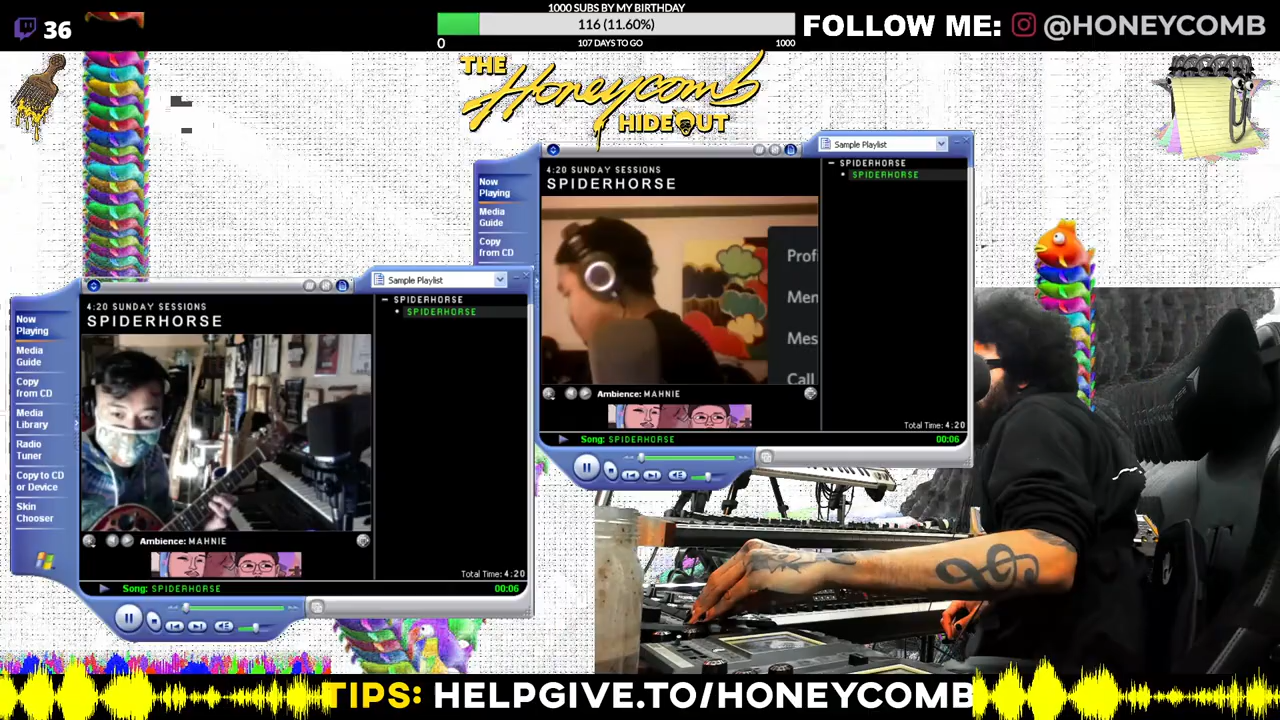 36
1000 SUBS BY MY BIRTHDAY
116 (11.60%)
0
107 DAYS TO GO
1000
FOLLOW ME: @HONEYCOMB
THE
Honeycomb
HIDEOUT
Sample Playlist
Now Playing
Media Guide
Copy from CD
4:20 SUNDAY SESSIONS
SPIDERHORSE
SPIDERHORSE
SPIDERHORSE
Profi
Men
Mes
Call
Ambience: MAHNIE
Total Time: 4:20
Song: SPIDERHORSE
00:06
Sample Playlist
Now Playing
Media Guide
Copy from CD
Media Library
Radio Tuner
Copy to CD or Device
Skin Chooser
4:20 SUNDAY SESSIONS
SPIDERHORSE
SPIDERHORSE
SPIDERHORSE
Ambience: MAHNIE
Total Time: 4:20
Song: SPIDERHORSE
00:06
TIPS: HELPGIVE.TO/HONEYCOMB